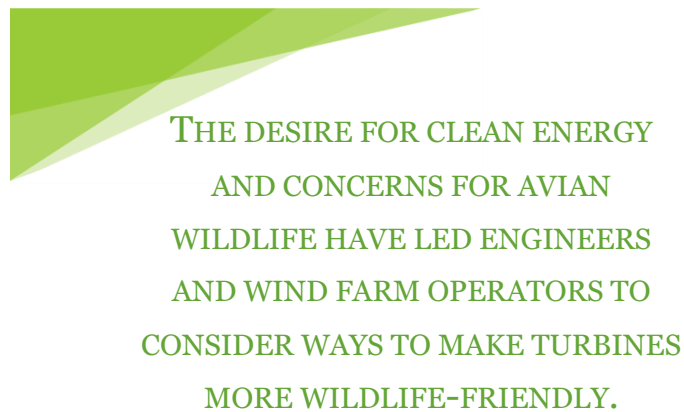 The desire for clean energy
and concerns for avian
wildlife have led engineers
and wind farm operators to
consider ways to make turbines
more wildlife-friendly.